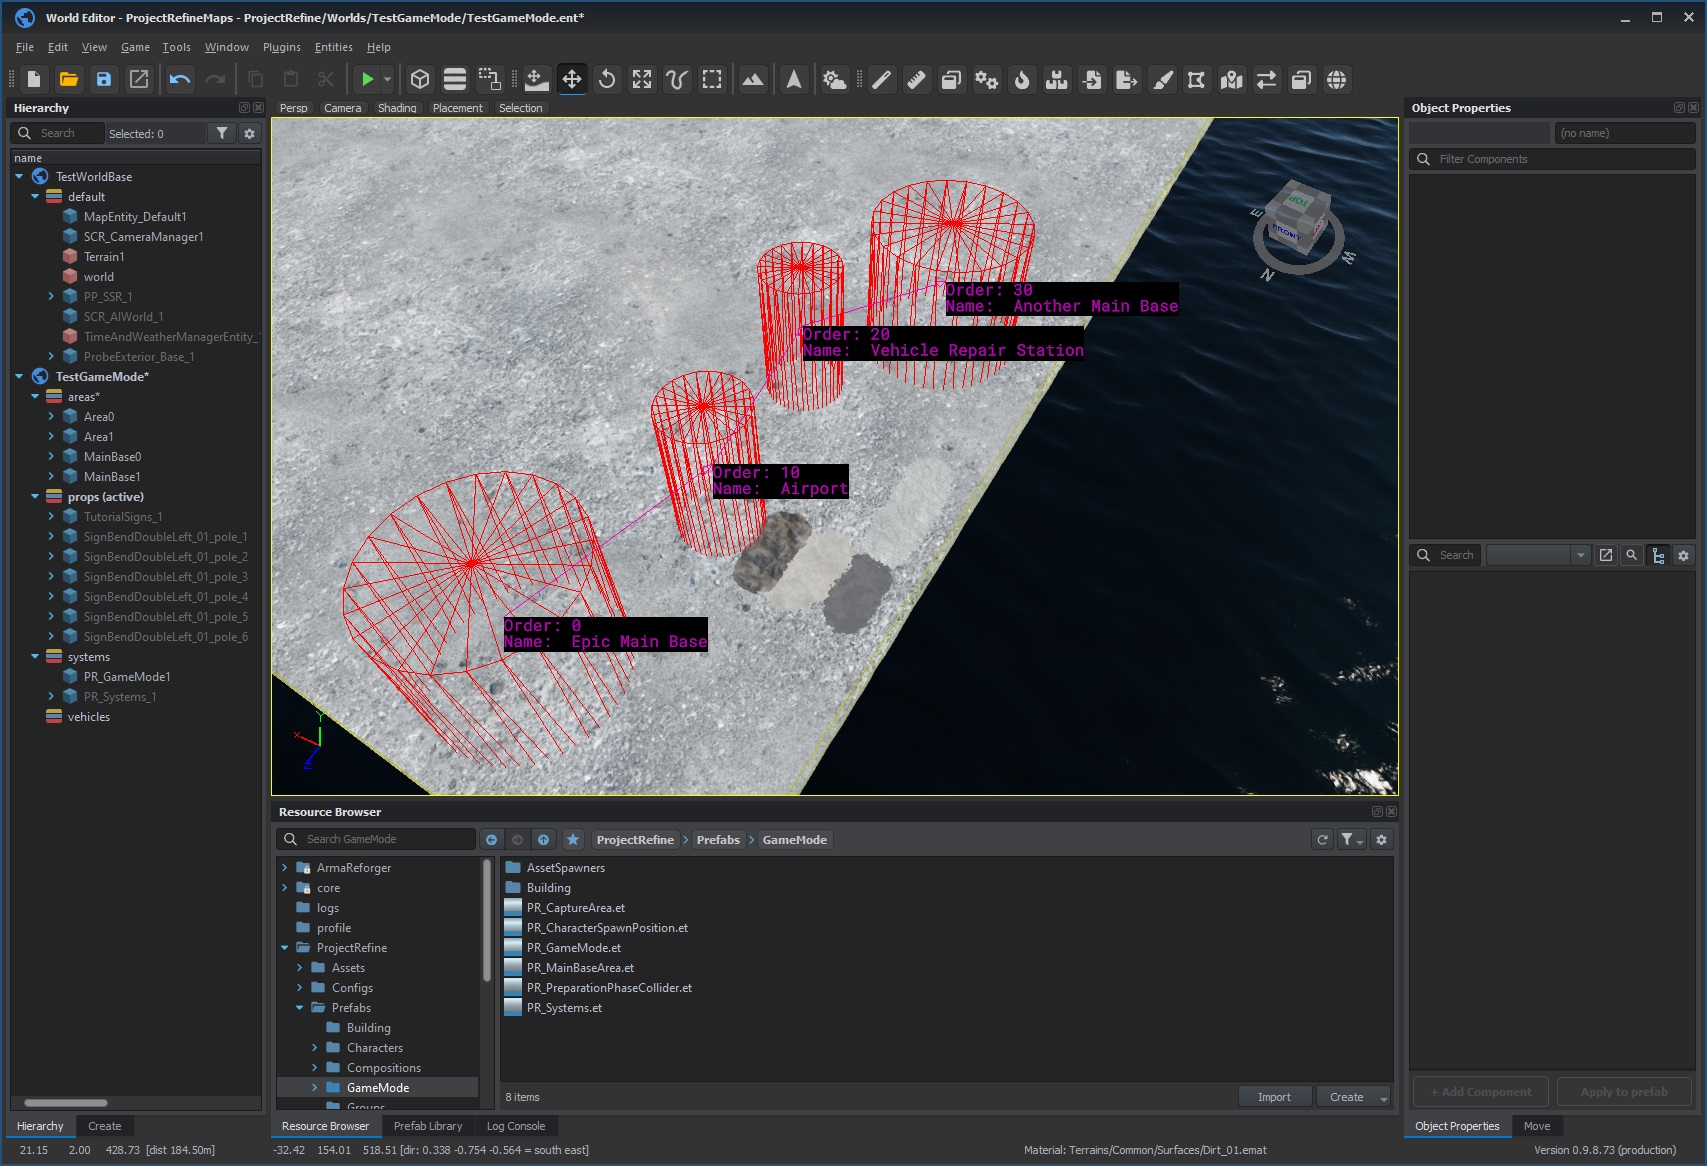 World Editor - ProjectRefineMaps - ProjectRefine/Worlds/TestGameMode/TestGameMode.ent*
File Edit View Game Tools Window Plugins Entities Help
Hierarchy
Search
Selected: 0
name
TestWorldBase
default
MapEntity_Default1
SCR_CameraManager1
Terrain1
world
PP_SSR_1
SCR_AIWorld_1
TimeAndWeatherManagerEntity_
ProbeExterior_Base_1
TestGameMode*
areas*
Area0
Area1
MainBase0
MainBase1
props (active)
TutorialSigns_1
SignBendDoubleLeft_01_pole_1
SignBendDoubleLeft_01_pole_2
SignBendDoubleLeft_01_pole_3
SignBendDoubleLeft_01_pole_4
SignBendDoubleLeft_01_pole_5
SignBendDoubleLeft_01_pole_6
systems
PR_GameMode1
PR_Systems_1
vehicles
Hierarchy Create
Persp Camera Shading Placement Selection
TOP
FRONT
E
N
W
Order: 30
Name: Another Main Base
Order: 20
Name: Vehicle Repair Station
Order: 10
Name: Airport
Order: 0
Name: Epic Main Base
Y
X
Z
Resource Browser
Search GameMode
ProjectRefine > Prefabs > GameMode
ArmaReforger
core
logs
profile
ProjectRefine
Assets
Configs
Prefabs
Building
Characters
Compositions
GameMode
Groups
AssetSpawners
Building
PR_CaptureArea.et
PR_CharacterSpawnPosition.et
PR_GameMode.et
PR_MainBaseArea.et
PR_PreparationPhaseCollider.et
PR_Systems.et
8 items
Import
Create
Resource Browser Prefab Library Log Console
Object Properties
(no name)
Filter Components
Search
+ Add Component
Apply to prefab
Object Properties Move
21.15 2.00 428.73 [dist 184.50m]
-32.42 154.01 518.51 [dir: 0.338 -0.754 -0.564 = south east]
Material: Terrains/Common/Surfaces/Dirt_01.emat
Version 0.9.8.73 (production)